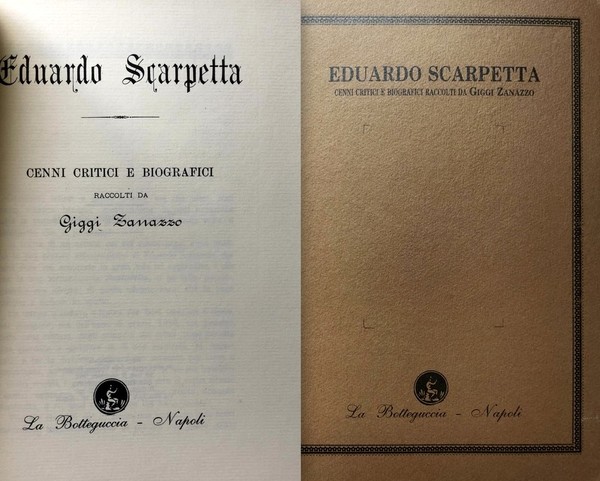 Eduardo Scarpetta
CENNI CRITICI E BIOGRAFICI
RACCOLTI DA
Giggi Zanazzo
La Botteguccia - Napoli
EDUARDO SCARPETTA
CENNI CRITICI E BIOGRAFICI RACCOLTI DA GIGGI ZANAZZO
La Botteguccia - Napoli